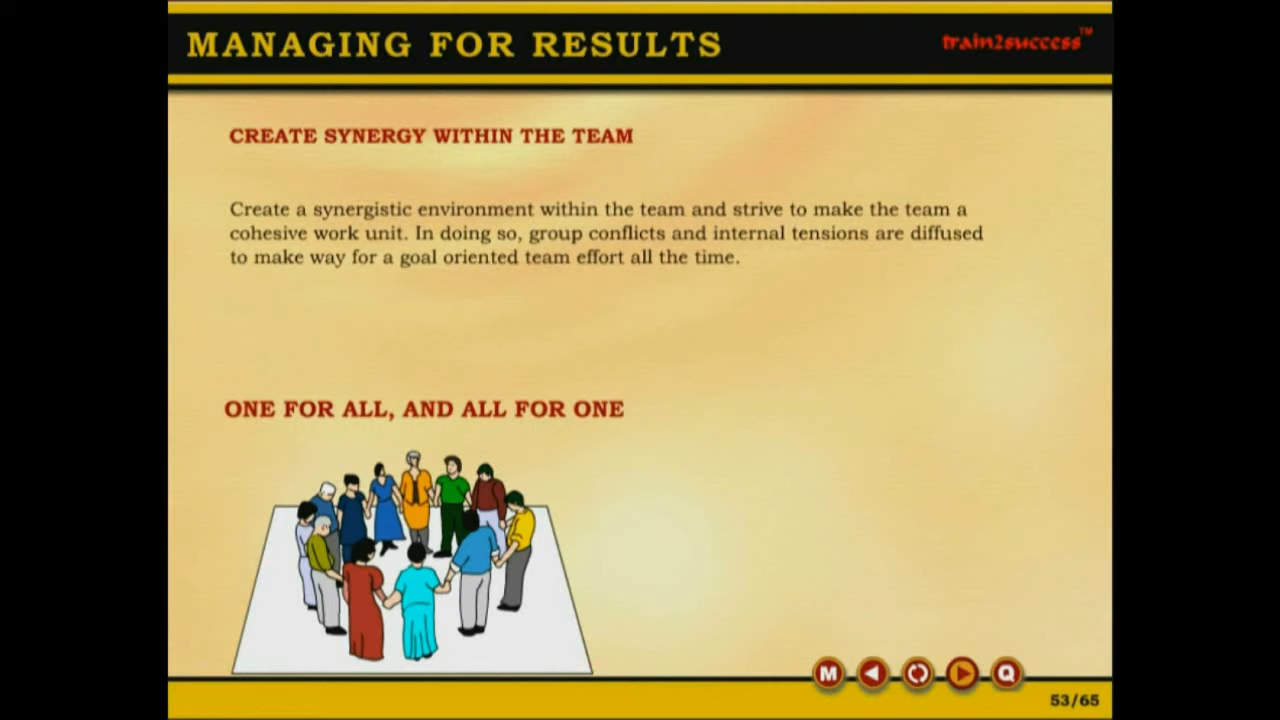 MANAGING FOR RESULTS
train2success™
CREATE SYNERGY WITHIN THE TEAM
Create a synergistic environment within the team and strive to make the team a
cohesive work unit. In doing so, group conflicts and internal tensions are diffused
to make way for a goal oriented team effort all the time.
ONE FOR ALL, AND ALL FOR ONE
M
Q
53/65